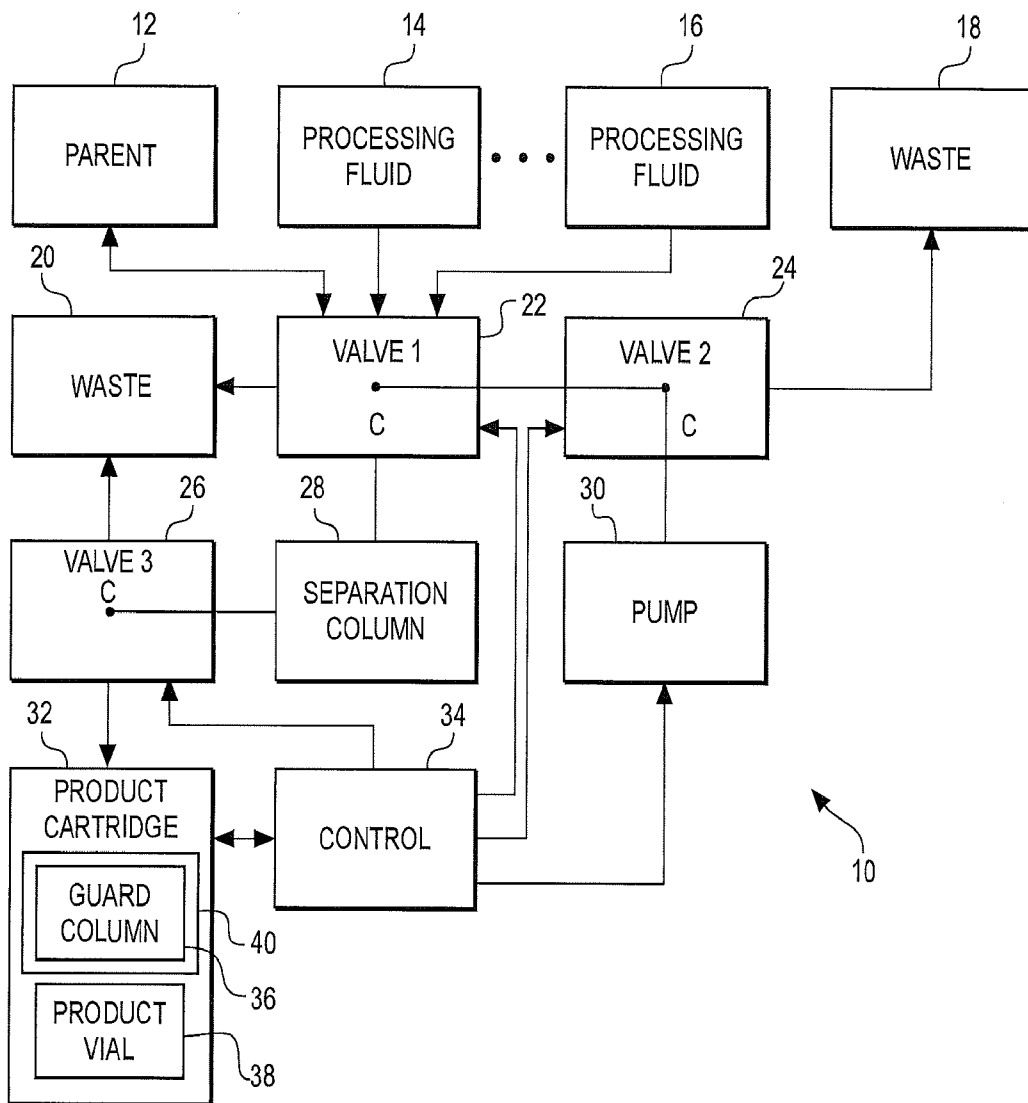 12
14
16
18
PARENT
PROCESSING
FLUID
PROCESSING
FLUID
WASTE
20
22
24
WASTE
VALVE 1
C
VALVE 2
C
26
28
30
VALVE 3
C
SEPARATION
COLUMN
PUMP
32
34
PRODUCT
CARTRIDGE
CONTROL
10
GUARD
COLUMN
40
36
PRODUCT
VIAL
38